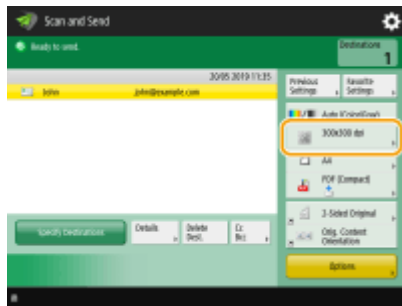 Scan and Send
Ready to send.
Destinations
1
20/05 2019 11:35
John
john@example.com
Previous
Settings
Favorite
Settings
300x300 dpi
A4
PDF (Compact)
2-Sided Original
Orig. Content
Orientation
Specify Destinations
Details
Delete
Dest.
Cc
Bcc
Options